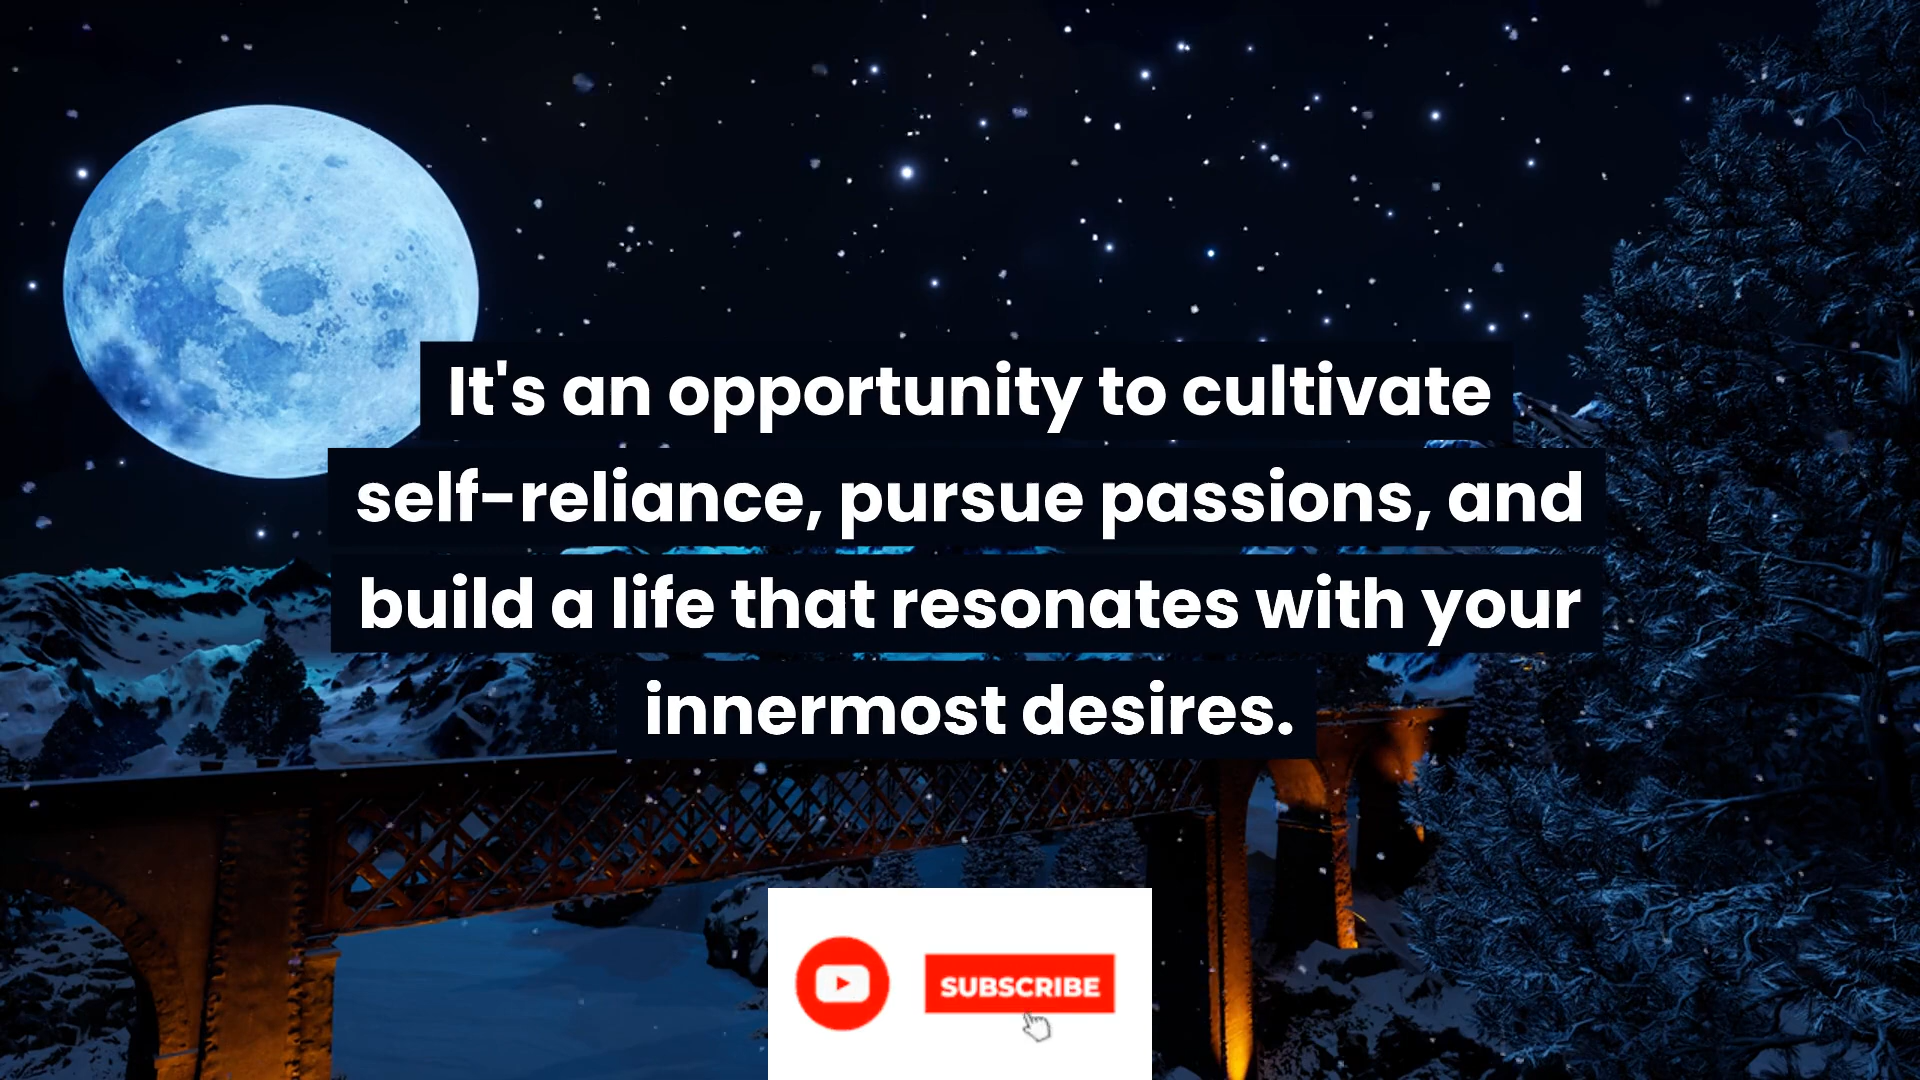 It's an opportunity to cultivate
self-reliance, pursue passions, and
build a life that resonates with your
innermost desires.
SUBSCRIBE